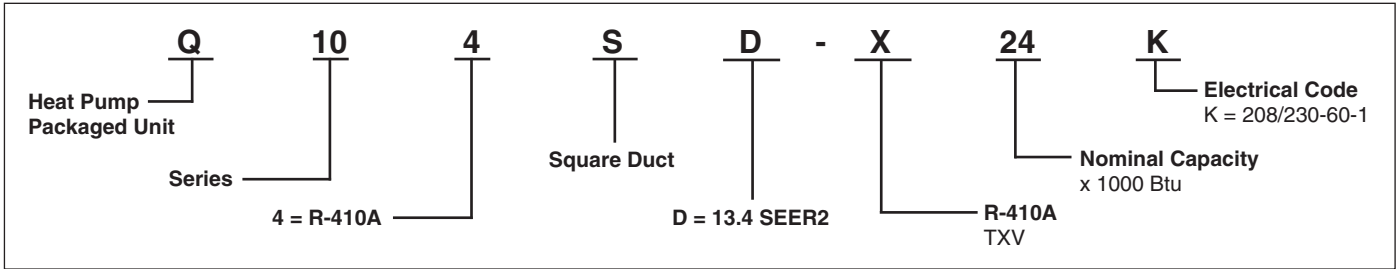 Q 10 4 S D - X 24 K
Heat Pump
Packaged Unit
Series
4 = R-410A
Square Duct
D = 13.4 SEER2
R-410A
TXV
Nominal Capacity
x 1000 Btu
Electrical Code
K = 208/230-60-1